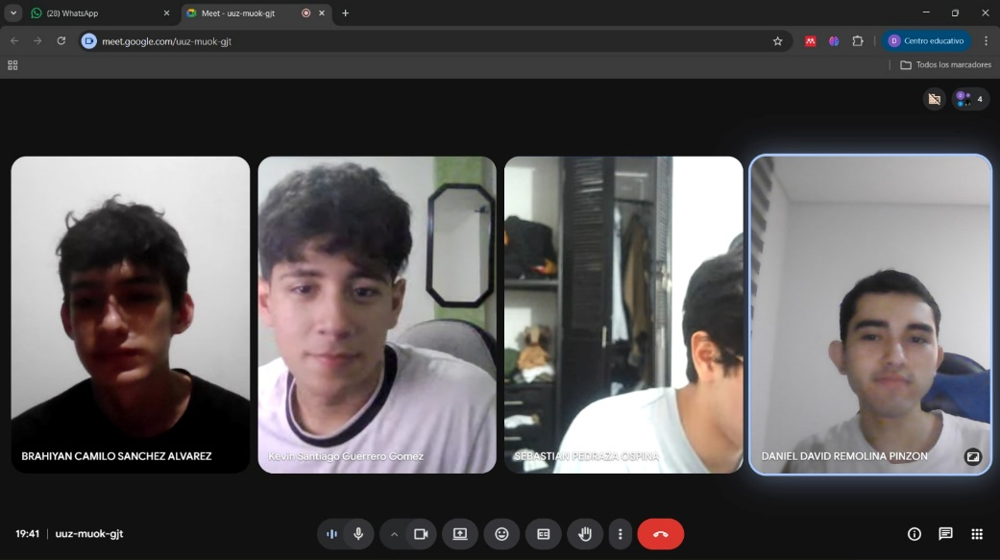 (28) WhatsApp
Meet - uuz-muok-gjt
meet.google.com/uuz-muok-gjt
D Centro educativo
Todos los marcadores
4
BRAHIYAN CAMILO SANCHEZ ALVAREZ
Kevin Santiago Guerrero Gomez
SEBASTIAN PEDRAZA OSPINA
DANIEL DAVID REMOLINA PINZON
19:41 | uuz-muok-gjt